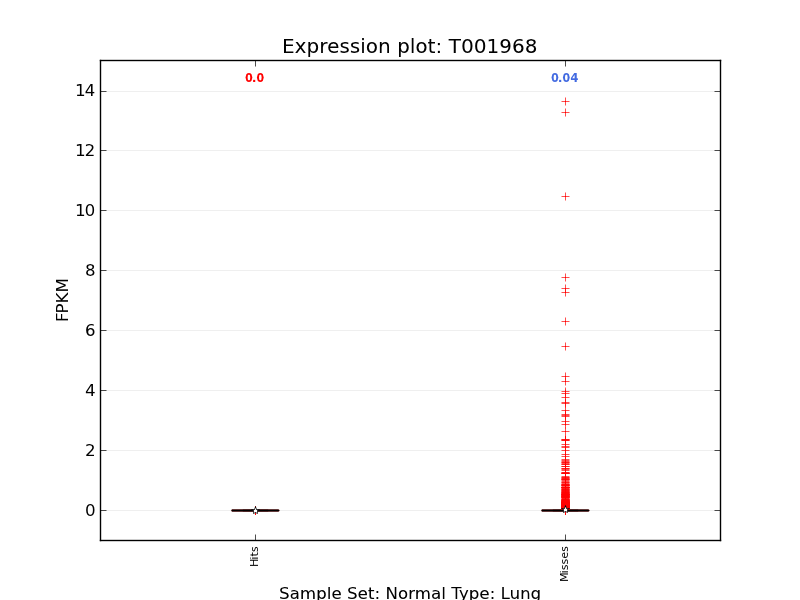 Expression plot: T001968
0.0
0.04
14
12
10
8
6
4
2
0
FPKM
Hits
Misses
Sample Set: Normal Type: Lung